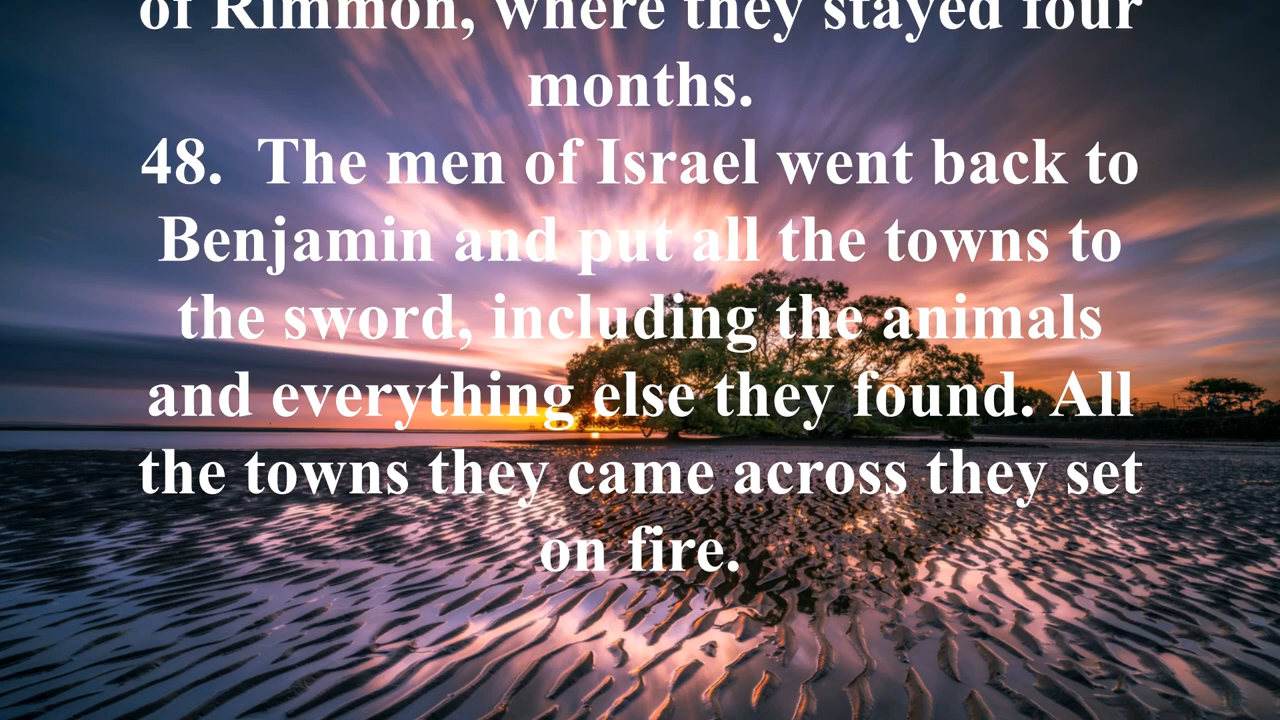 of Rimmon, where they stayed four
months.
48.  The men of Israel went back to
Benjamin and put all the towns to
the sword, including the animals
and everything else they found. All
the towns they came across they set
on fire.